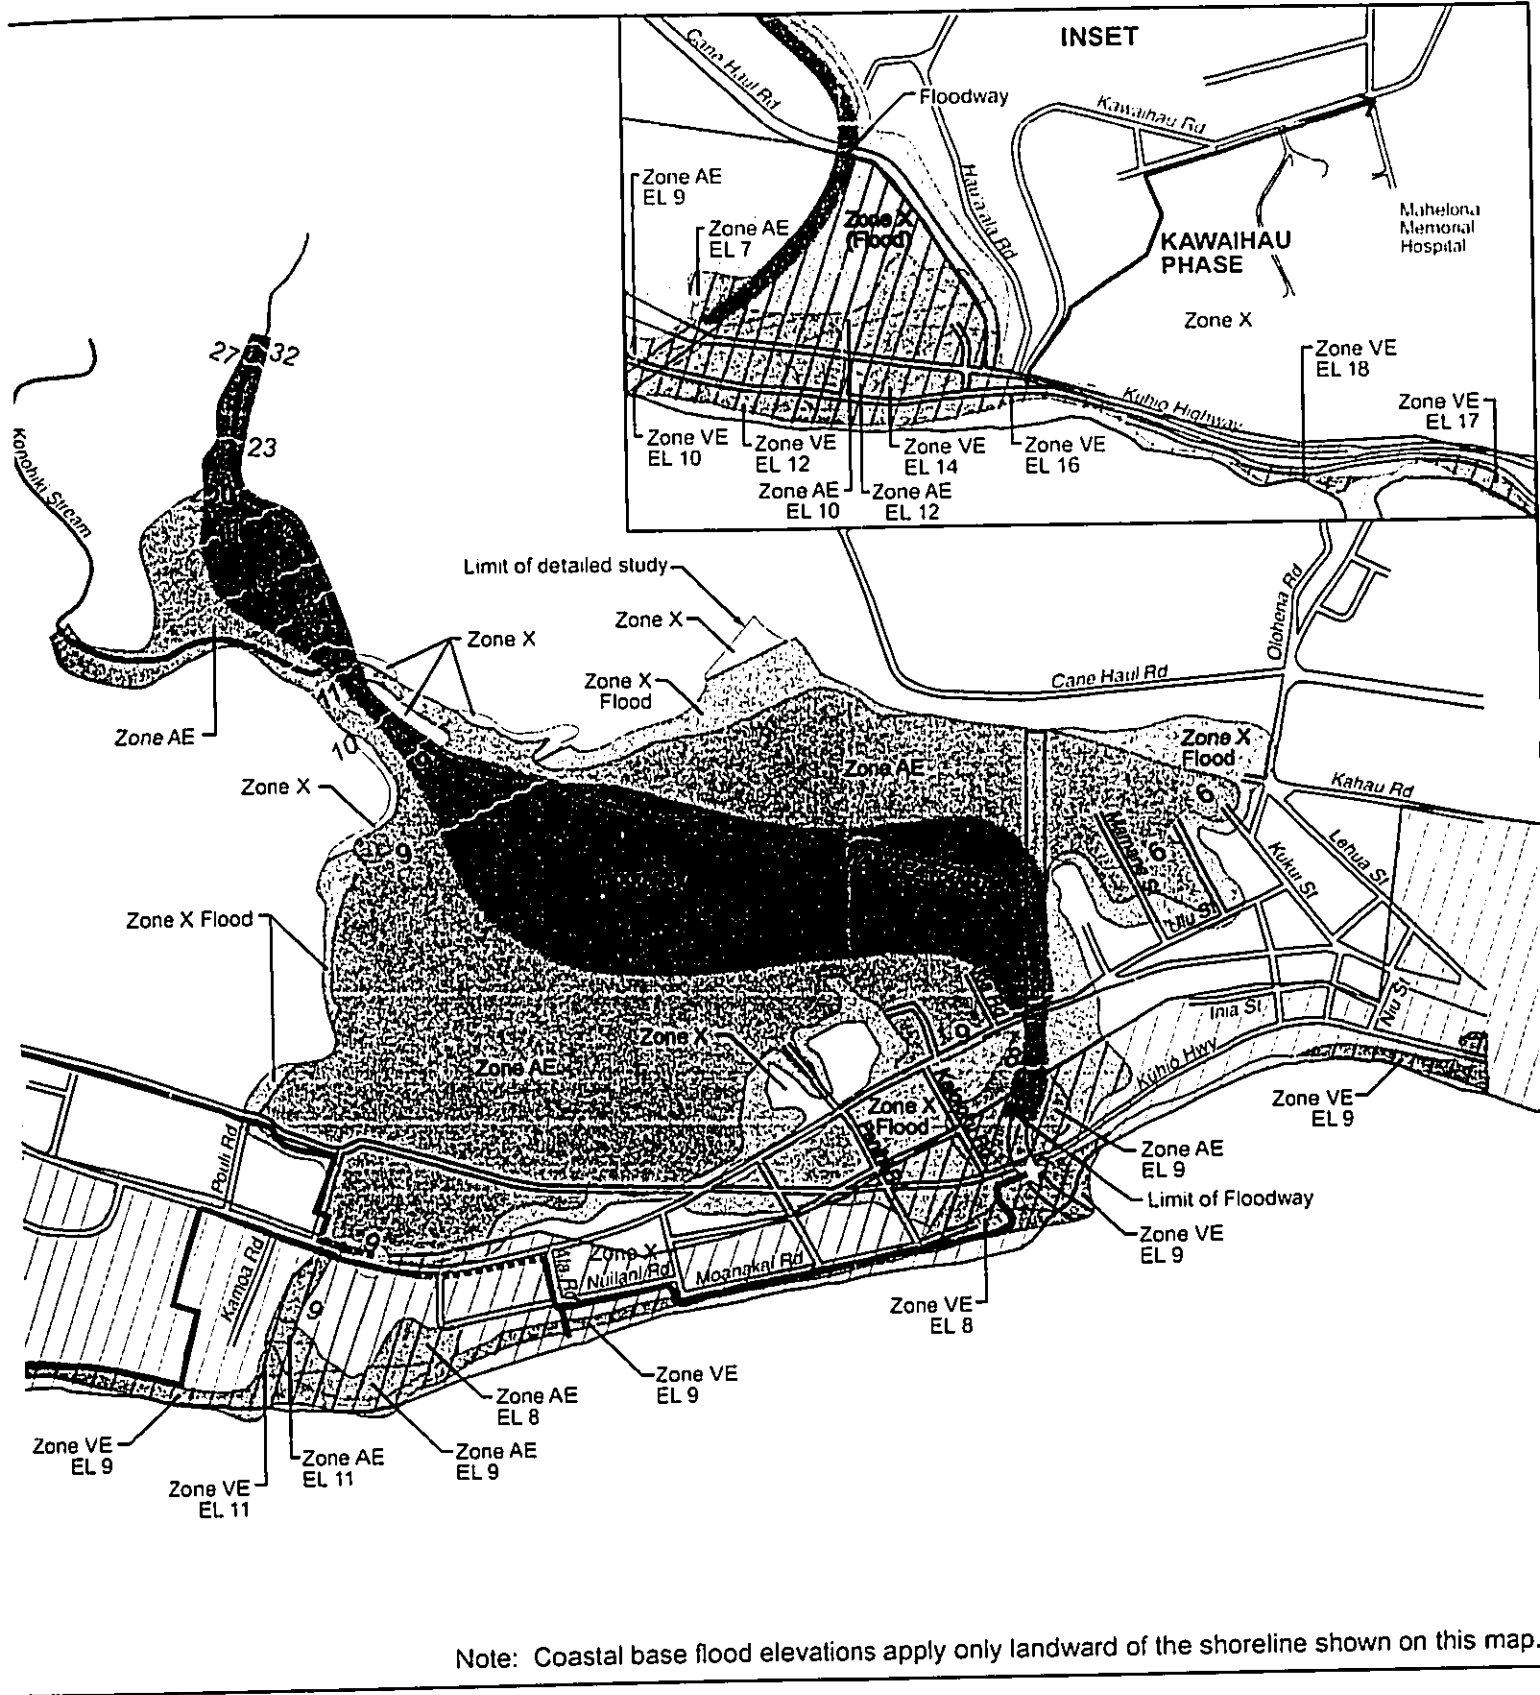 INSET
Cane Haul Rd
Floodway
Kawaihau Rd
Hauaala Rd
Zone AE
EL 9
Zone AE
EL 7
Zone X
(Flood)
Mahelona
Memorial
Hospital
KAWAIHAU
PHASE
Zone X
Zone VE
EL 18
Kuhio Highway
Zone VE
EL 17
Zone VE
EL 10
Zone VE
EL 12
Zone VE
EL 14
Zone VE
EL 16
Zone AE
EL 10
Zone AE
EL 12
27
32
23
20
Konohiki Stream
Limit of detailed study
Zone X
Zone X
Zone X
Flood
Olohena Rd
Cane Haul Rd
Zone AE
11
10
9
Zone X
Zone AE
Zone X
Flood
Kahau Rd
6
6
Lehua St
Kukui St
Ulu St
9
Zone X Flood
Niu St
Inia St
Kuhio Hwy
Zone X
9
8
Zone AE
Zone X
Flood
Zone VE
EL 9
Zone AE
EL 9
Limit of Floodway
Zone VE
EL 9
Pouli Rd
Kamoa Rd
9
9
Zone X
Ala Rd
Niulani Rd
Moanakai Rd
Zone VE
EL 8
Zone VE
EL 9
Zone AE
EL 8
Zone AE
EL 9
Zone AE
EL 11
Zone VE
EL 9
Zone VE
EL 11
Note: Coastal base flood elevations apply only landward of the shoreline shown on this map.